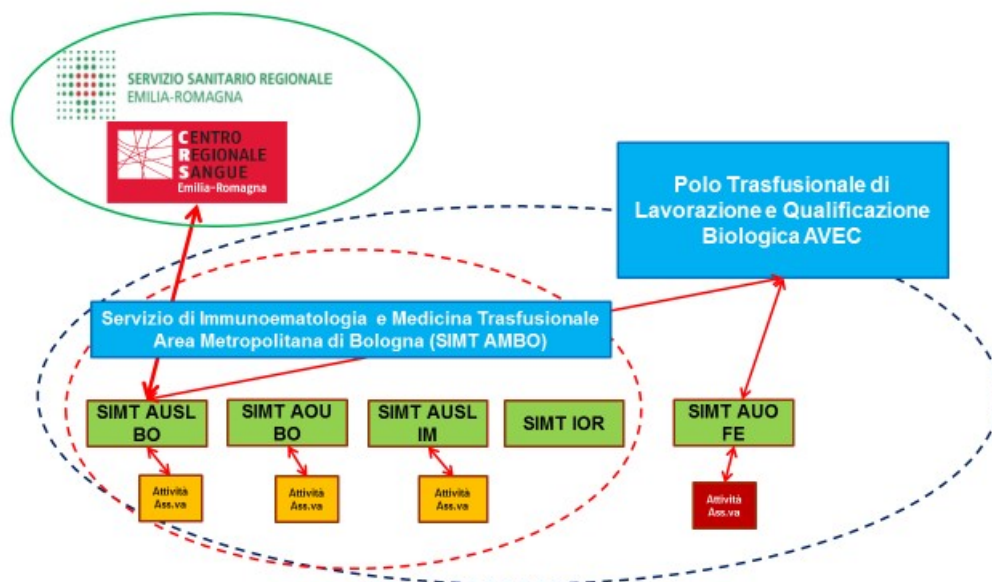 SERVIZIO SANITARIO REGIONALE
EMILIA-ROMAGNA
CENTRO
REGIONALE
SANGUE
Emilia-Romagna
Polo Trasfusionale di
Lavorazione e Qualificazione
Biologica AVEC
Servizio di Immunoematologia e Medicina Trasfusionale
Area Metropolitana di Bologna (SIMT AMBO)
SIMT AUSL
BO
SIMT AOU
BO
SIMT AUSL
IM
SIMT IOR
SIMT AUO
FE
Attività
Ass.va
Attività
Ass.va
Attività
Ass.va
Attività
Ass.va